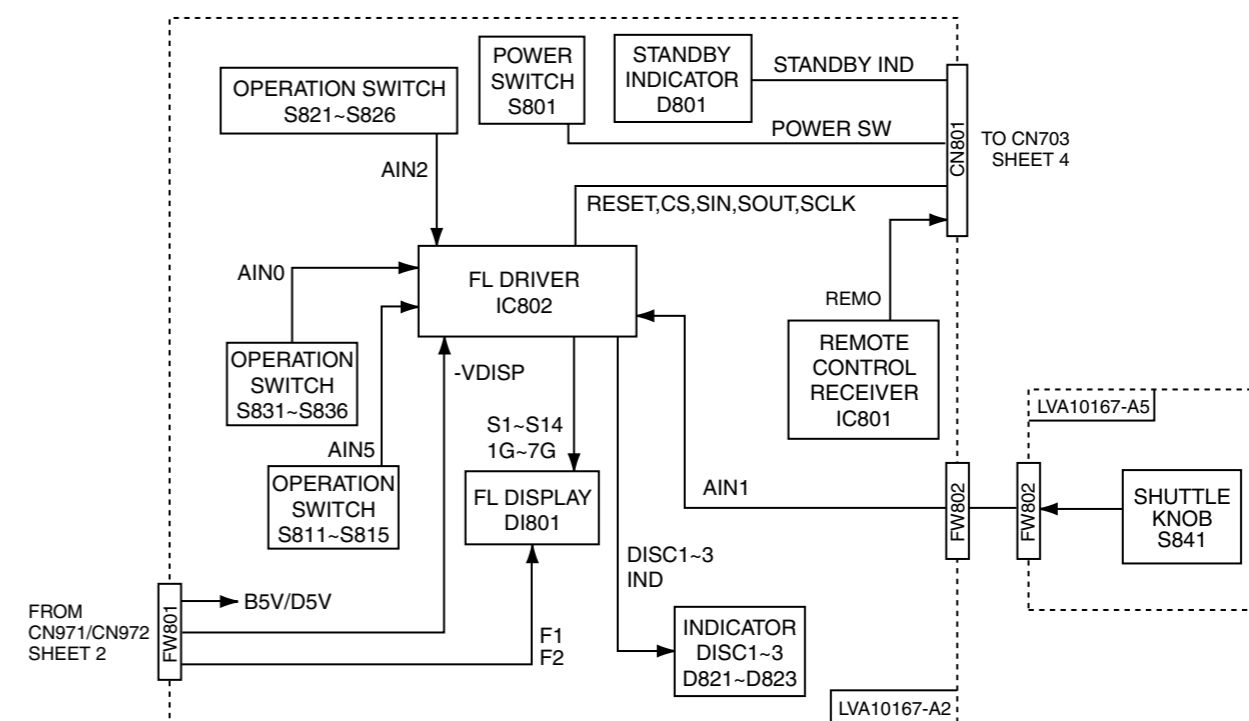 POWER
SWITCH
S801
STANDBY
INDICATOR
D801
STANDBY IND
OPERATION SWITCH
S821~S826
POWER SW
CN801
TO CN703
SHEET 4
AIN2
RESET,CS,SIN,SOUT,SCLK
AIN0
FL DRIVER
IC802
REMO
REMOTE
CONTROL
RECEIVER
IC801
OPERATION
SWITCH
S831~S836
-VDISP
LVA10167-A5
S1~S14
1G~7G
AIN5
OPERATION
SWITCH
S811~S815
FL DISPLAY
DI801
AIN1
FW802
FW802
SHUTTLE
KNOB
S841
DISC1~3
IND
FROM
CN971/CN972
SHEET 2
FW801
B5V/D5V
F1
F2
INDICATOR
DISC1~3
D821~D823
LVA10167-A2